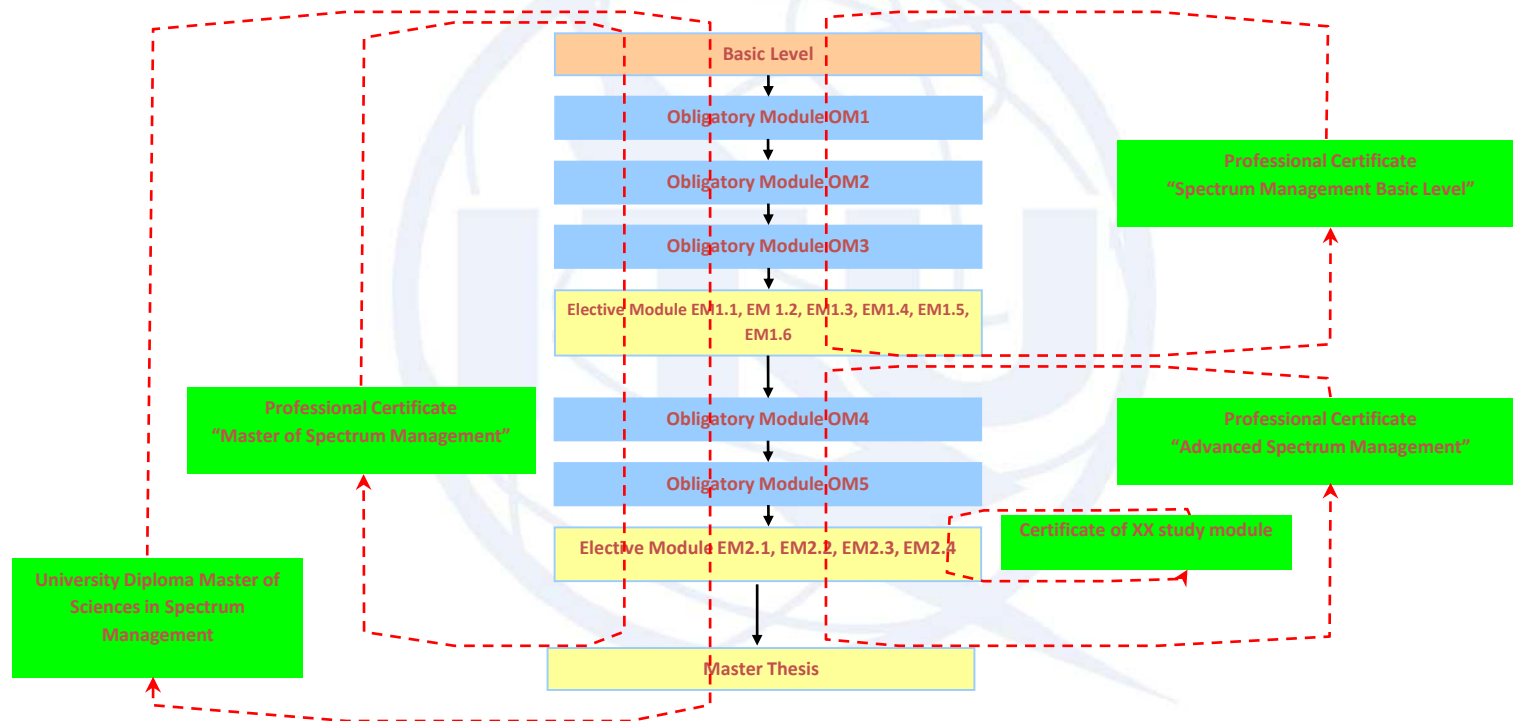 Basic Level
Obligatory Module OM1
Obligatory Module OM2
Obligatory Module OM3
Elective Module EM1.1, EM 1.2, EM1.3, EM1.4, EM1.5,
EM1.6
Obligatory Module OM4
Obligatory Module OM5
Elective Module EM2.1, EM2.2, EM2.3, EM2.4
Master Thesis
Professional Certificate
“Spectrum Management Basic Level”
Professional Certificate
“Advanced Spectrum Management”
Certificate of XX study module
Professional Certificate
“Master of Spectrum Management”
University Diploma Master of
Sciences in Spectrum
Management
ITU